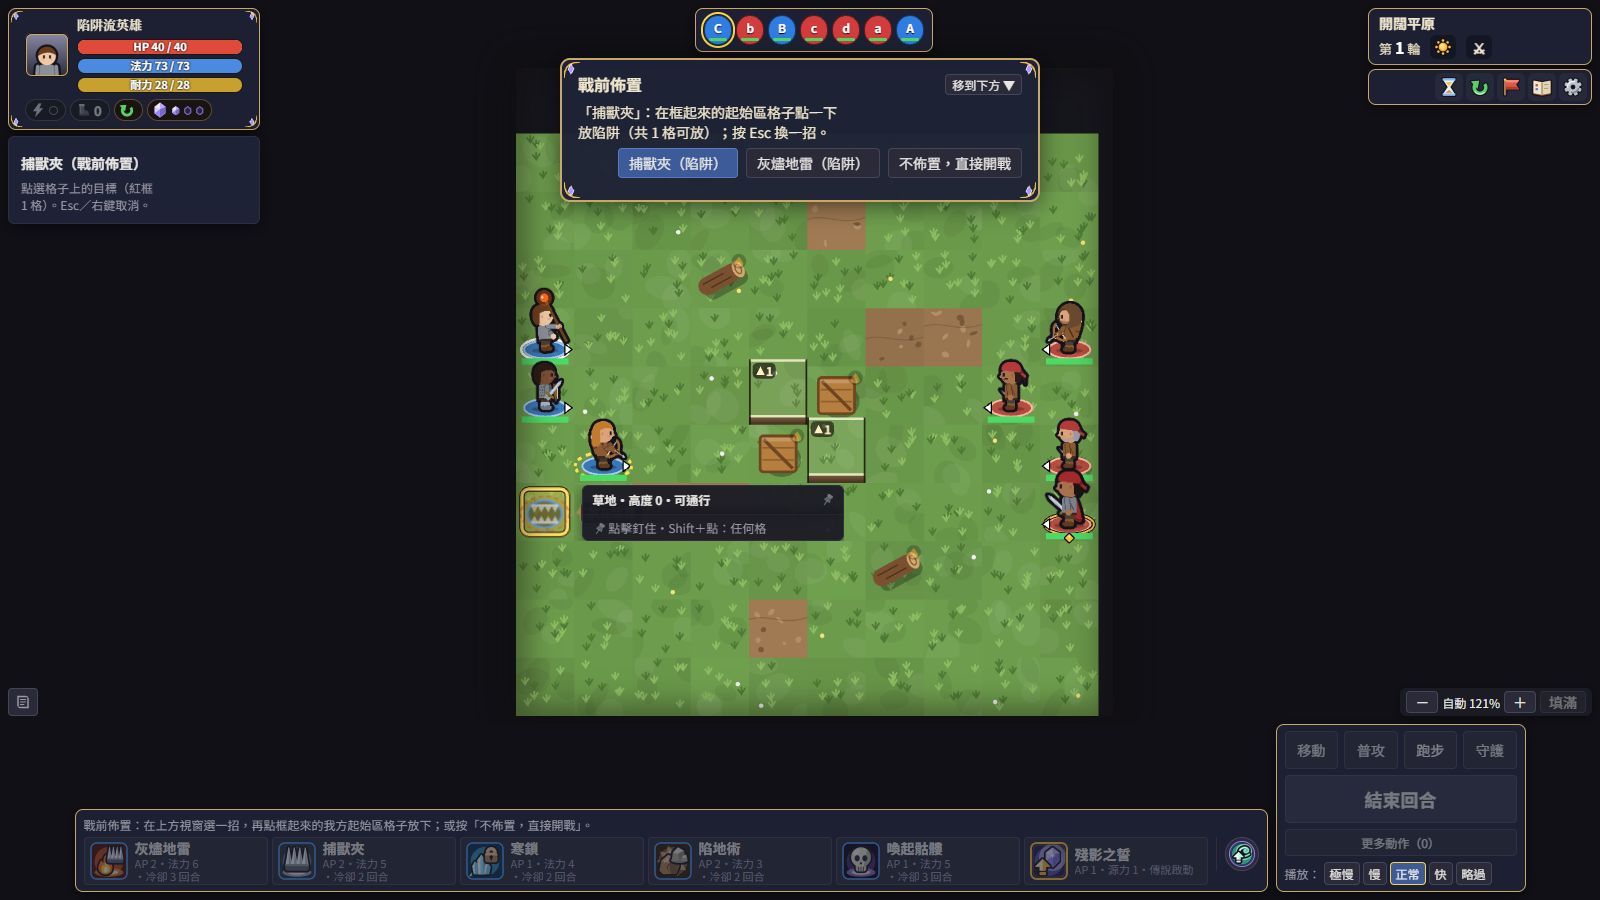 陷阱流英雄
HP 40 / 40
法力 73 / 73
耐力 28 / 28
0
捕獸夾（戰前佈置）
點選格子上的目標（紅框
1 格）。Esc／右鍵取消。
C
b
B
c
d
a
A
戰前佈置
移到下方▼
「捕獸夾」：在框起來的起始區格子點一下
放陷阱（共 1 格可放）；按 Esc 換一招。
捕獸夾（陷阱）
灰燼地雷（陷阱）
不佈置，直接開戰
開闊平原
第 1 輪
▲1
▲1
草地・高度 0・可通行
點擊釘住・Shift＋點：任何格
− 自動 121% + 填滿
移動
普攻
跑步
守護
結束回合
更多動作（0）
播放：
極慢
慢
正常
快
略過
戰前佈置：在上方視窗選一招，再點框起來的我方起始區格子放下；或按「不佈置，直接開戰」。
灰燼地雷
AP 2・法力 6
・冷卻 3 回合
捕獸夾
AP 2・法力 5
・冷卻 2 回合
寒鎖
AP 1・法力 4
・冷卻 2 回合
陷地術
AP 2・法力 3
・冷卻 2 回合
喚起骷髏
AP 1・法力 5
・冷卻 3 回合
殘影之誓
AP 1・源力 1・傳說啟動